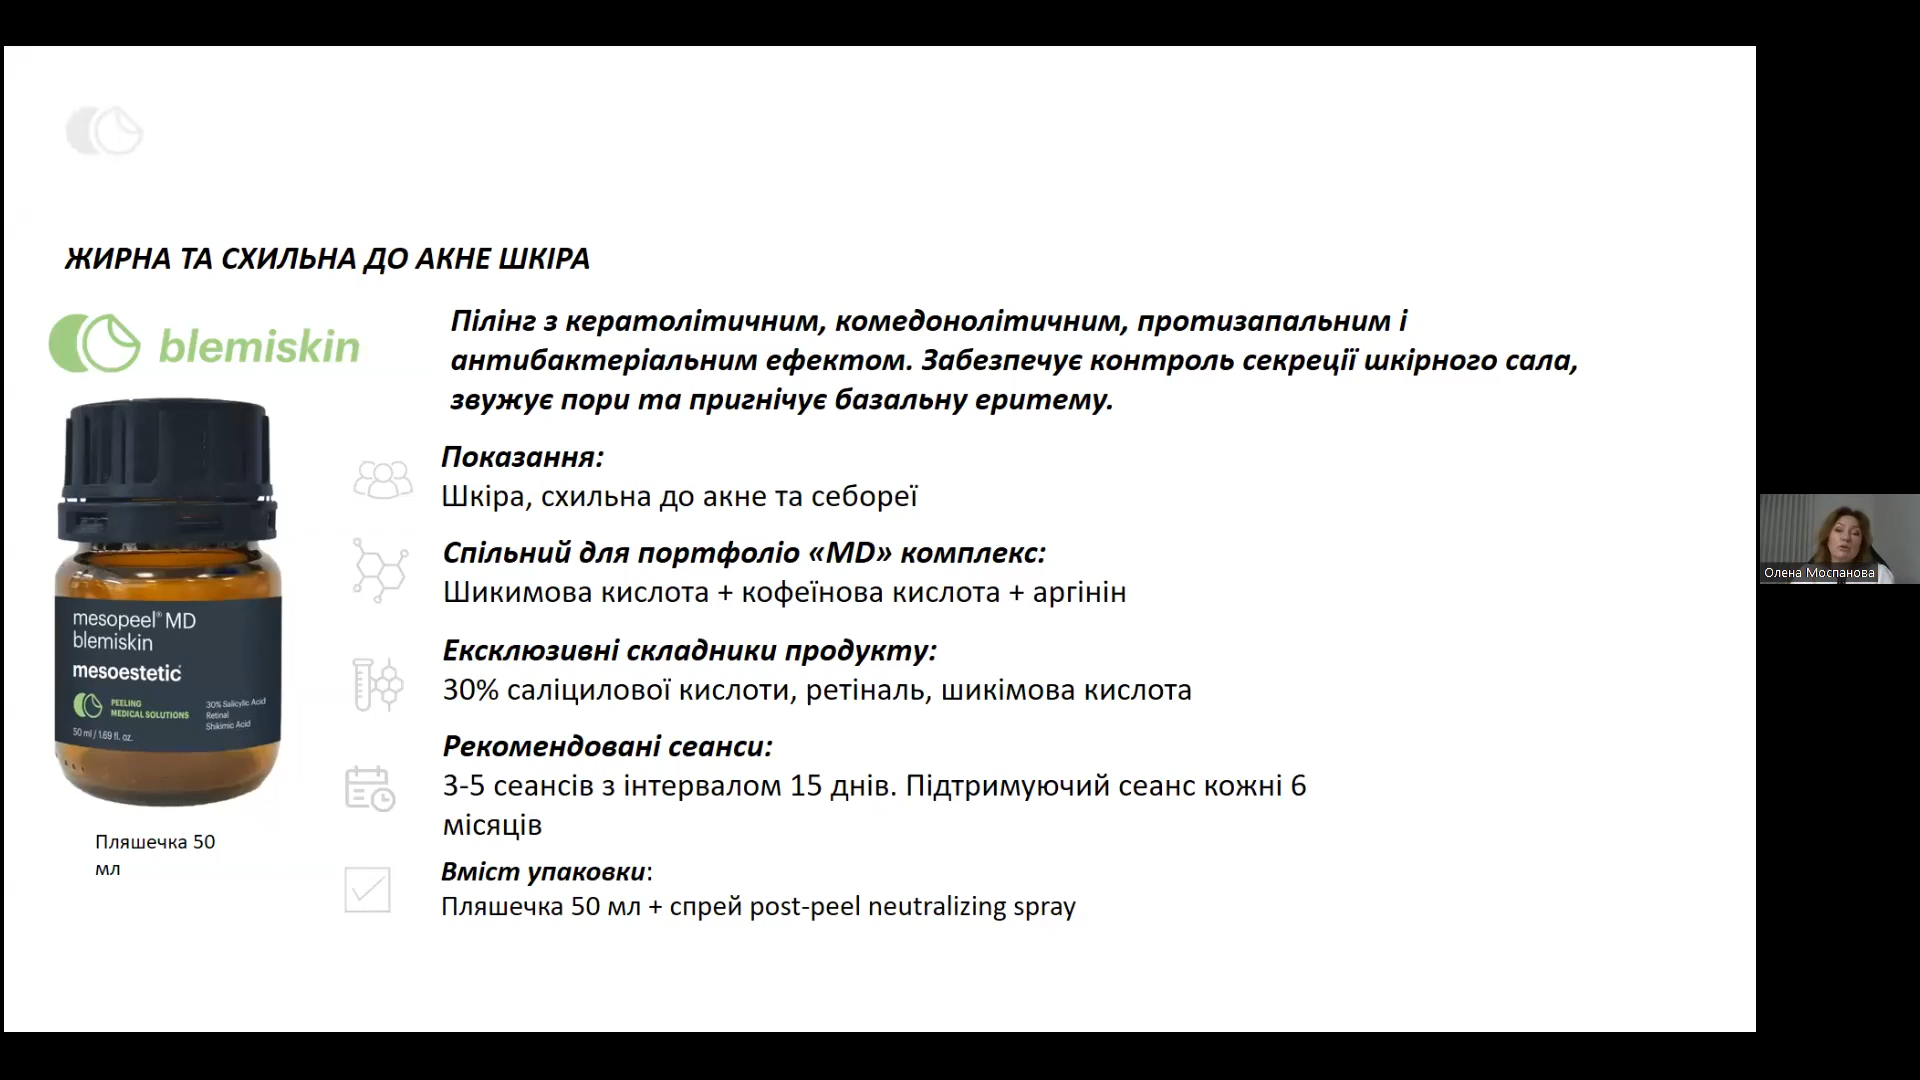 ЖИРНА ТА СХИЛЬНА ДО АКНЕ ШКІРА
blemiskin
Пілінг з кератолітичним, комедонолітичним, протизапальним і
антибактеріальним ефектом. Забезпечує контроль секреції шкірного сала,
звужує пори та пригнічує базальну еритему.
Показання:
Шкіра, схильна до акне та себореї
Спільний для портфоліо «MD» комплекс:
Шикимова кислота + кофеїнова кислота + аргінін
Ексклюзивні складники продукту:
30% саліцилової кислоти, ретіналь, шикімова кислота
Рекомендовані сеанси:
3-5 сеансів з інтервалом 15 днів. Підтримуючий сеанс кожні 6
місяців
Вміст упаковки:
Пляшечка 50 мл + спрей post-peel neutralizing spray
mesopeel® MD
blemiskin
mesoestetic
PEELING
MEDICAL SOLUTIONS
30% Salicylic Acid
Retinal
Shikimic Acid
50 ml / 1.69 fl. oz.
Пляшечка 50
мл
Олена Моспанова